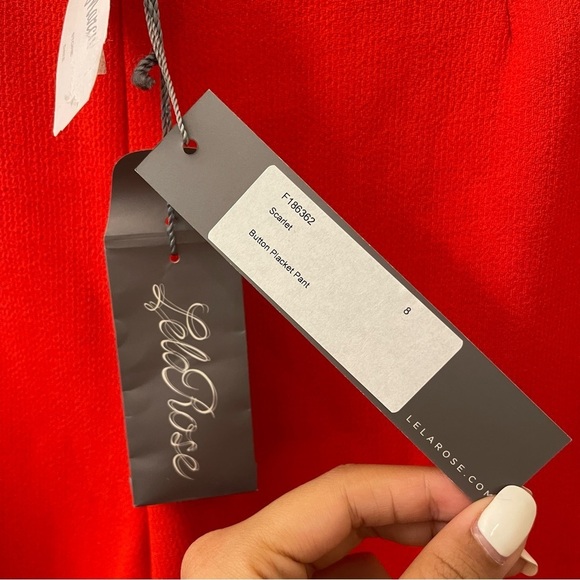 F186362
Scarlet
Button Placket Pant
8
LELAROSE.COM
LelaRose